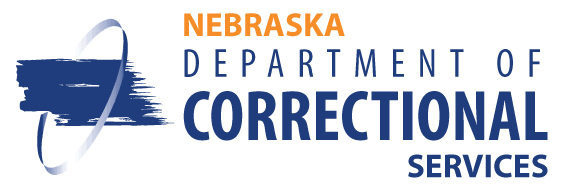 NEBRASKA
DEPARTMENT OF
CORRECTIONAL
SERVICES